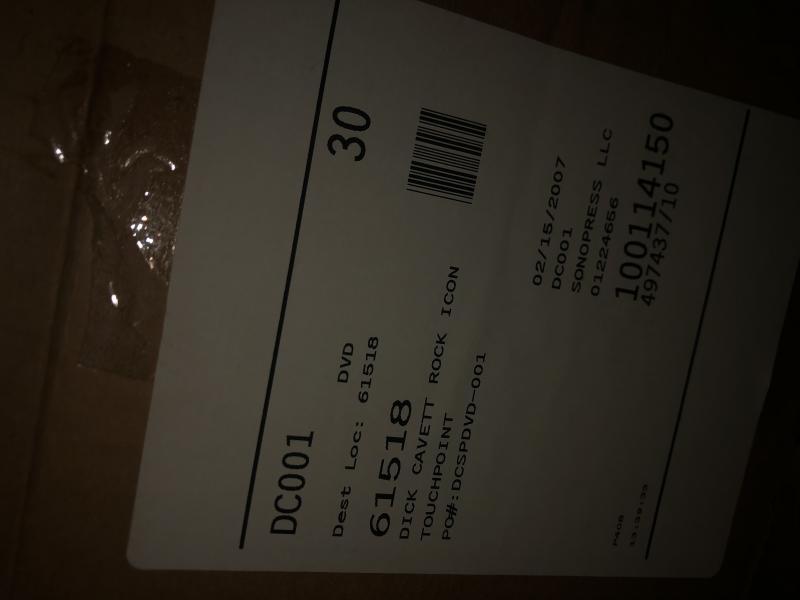 DC001
30
Dest Loc: 61518
DVD
61518
DICK CAVETT ROCK ICON
TOUCHPOINT
PO#:DCSPDVD-001
02/15/2007
DC001
SONOPRESS LLC
01224656
100114150
497437/10